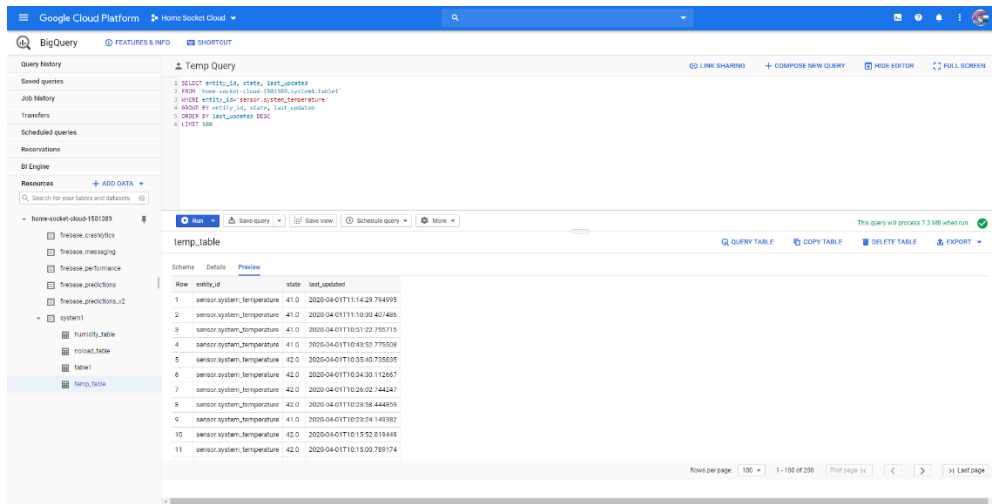 Google Cloud Platform Home Socket Cloud
BigQuery FEATURES & INFO SHORTCUT
Query history
Saved queries
Job history
Transfers
Scheduled queries
Reservations
BI Engine
Resources + ADD DATA
Search for your tables and datasets
home-socket-cloud-1501389
firebase_crashlytics
firebase_messaging
firebase_performance
firebase_predictions
firebase_predictions_v2
system1
humidity_table
noload_table
table1
temp_table
Temp Query LINK SHARING + COMPOSE NEW QUERY HIDE EDITOR FULL SCREEN
1 SELECT entity_id, state, last_updated
2 FROM `home-socket-cloud-1501389.system1.table1`
3 WHERE entity_id='sensor.system_temperature'
4 GROUP BY entity_id, state, last_updated
5 ORDER BY last_updated DESC
6 LIMIT 100
Run Save query Save view Schedule query More This query will process 7.3 MB when run.
temp_table QUERY TABLE COPY TABLE DELETE TABLE EXPORT
Schema Details Preview
Row entity_id state last_updated
1 sensor.system_temperature 41.0 2020-04-01T11:14:29.794995
2 sensor.system_temperature 41.0 2020-04-01T11:10:30.407486
3 sensor.system_temperature 41.0 2020-04-01T10:51:22.755715
4 sensor.system_temperature 41.0 2020-04-01T10:43:52.775508
5 sensor.system_temperature 42.0 2020-04-01T10:35:40.735835
6 sensor.system_temperature 42.0 2020-04-01T10:34:30.112667
7 sensor.system_temperature 42.0 2020-04-01T10:26:02.744247
8 sensor.system_temperature 42.0 2020-04-01T10:23:58.444859
9 sensor.system_temperature 41.0 2020-04-01T10:23:24.149382
10 sensor.system_temperature 42.0 2020-04-01T10:15:52.819449
11 sensor.system_temperature 42.0 2020-04-01T10:15:00.789174
Rows per page: 100 1 - 100 of 200 First page |< < > >| Last page